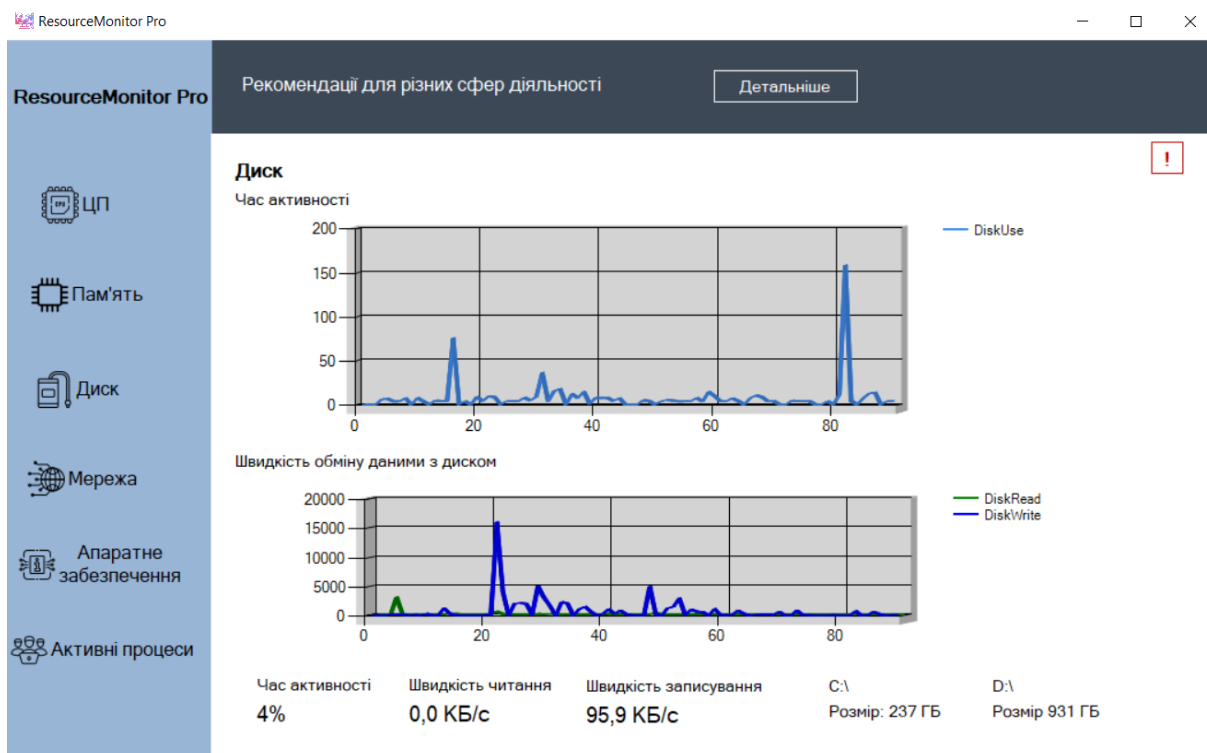 ResourceMonitor Pro
ResourceMonitor Pro
Рекомендації для різних сфер діяльності
Детальніше
ЦП
Пам'ять
Диск
Мережа
Апаратне
забезпечення
Активні процеси
!
Диск
Час активності
200
150
100
50
0
0 20 40 60 80
DiskUse
Швидкість обміну даними з диском
20000
15000
10000
5000
0
0 20 40 60 80
DiskRead
DiskWrite
Час активності Швидкість читання Швидкість записування C:\ D:\
4% 0,0 КБ/с 95,9 КБ/с Розмір: 237 ГБ Розмір 931 ГБ